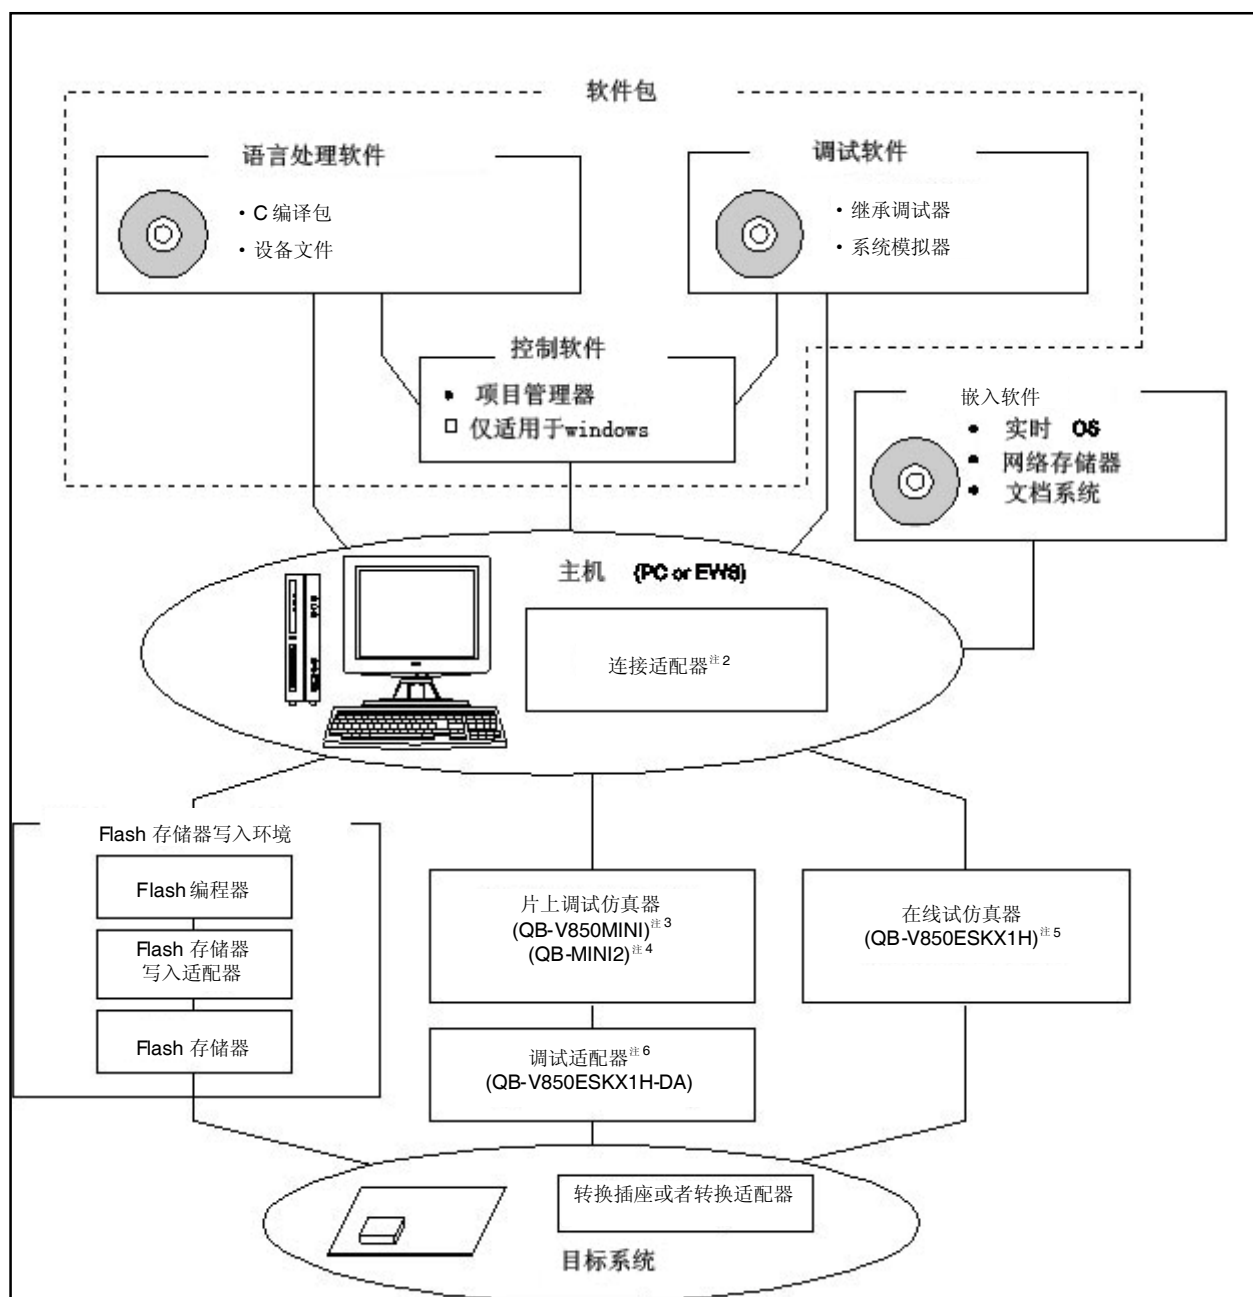 软件包
语言处理软件
• C 编译包
• 设备文件
调试软件
• 继承调试器
• 系统模拟器
控制软件
● 项目管理器
□ 仅适用于windows
嵌入软件
● 实时 OS
● 网络存储器
● 文档系统
主机 (PC or EWS)
连接适配器注2
Flash 存储器写入环境
Flash 编程器
Flash 存储器
写入适配器
Flash 存储器
片上调试仿真器
(QB-V850MINI)注3
(QB-MINI2)注4
调试适配器注6
(QB-V850ESKX1H-DA)
在线试仿真器
(QB-V850ESKX1H)注5
转换插座或者转换适配器
目标系统